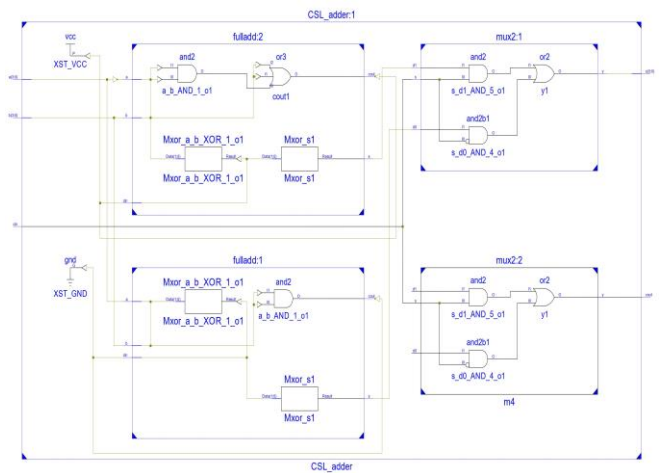 CSL_adder:1
vcc
XST_VCC
fulladd:2
and2
a_b_AND_1_o1
or3
cout1
Mxor_a_b_XOR_1_o1
Mxor_a_b_XOR_1_o1
Mxor_s1
Mxor_s1
mux2:1
and2
s_d1_AND_5_o1
or2
y1
and2b1
s_d0_AND_4_o1
gnd
XST_GND
fulladd:1
Mxor_a_b_XOR_1_o1
Mxor_a_b_XOR_1_o1
and2
a_b_AND_1_o1
Mxor_s1
Mxor_s1
mux2:2
and2
s_d1_AND_5_o1
or2
y1
and2b1
s_d0_AND_4_o1
m4
CSL_adder